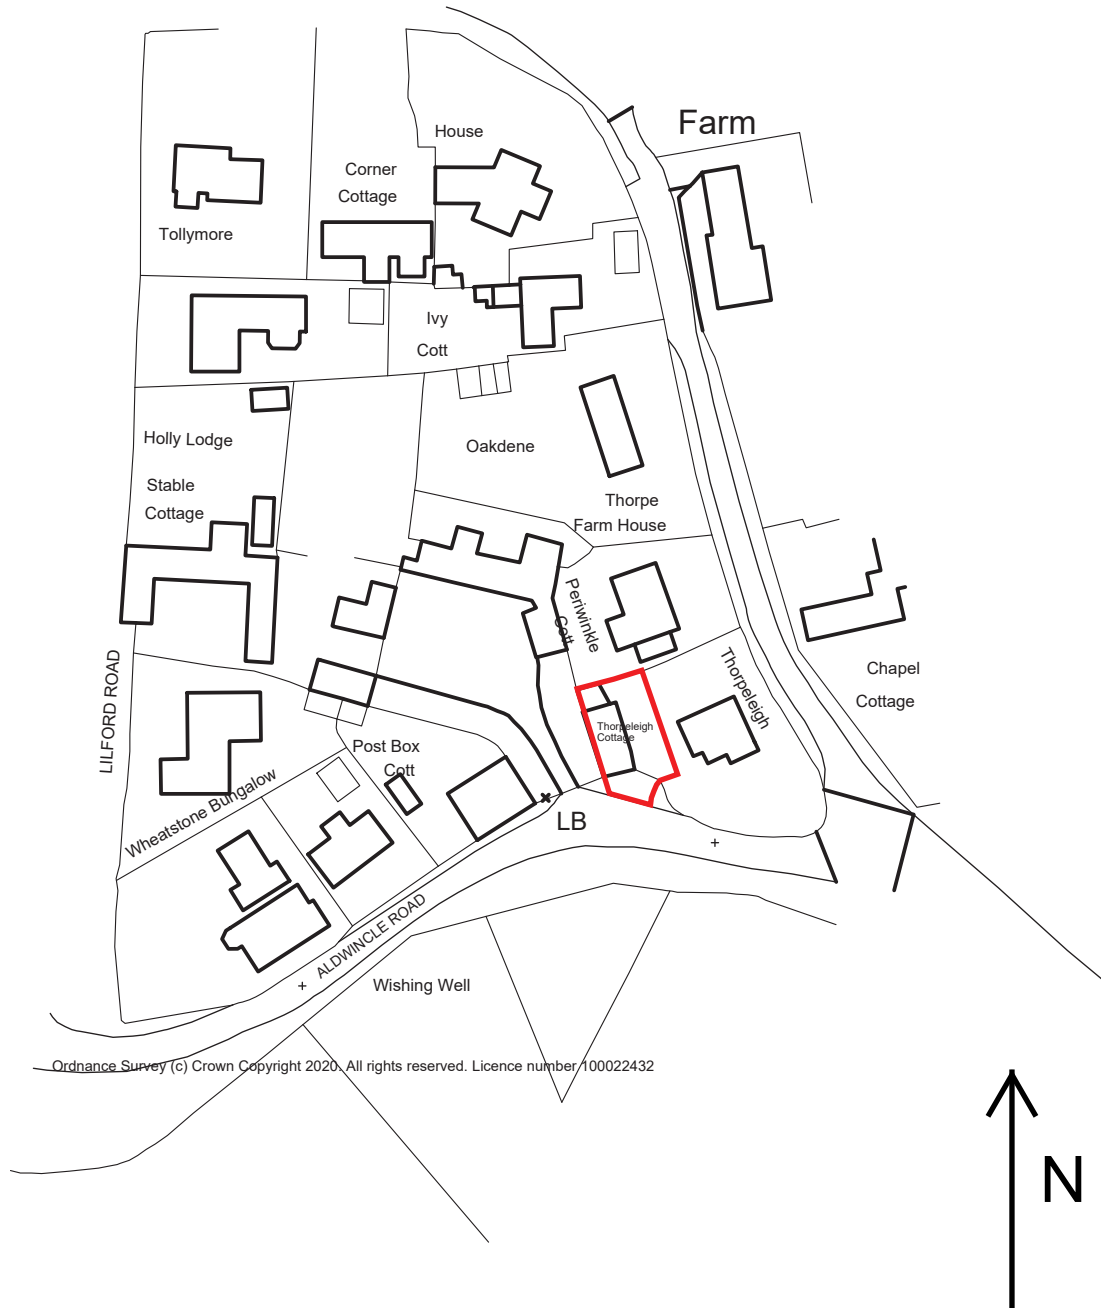 Farm
House
Corner
Cottage
Tollymore
Ivy
Cott
Holly Lodge
Oakdene
Stable
Cottage
Thorpe
Farm House
Periwinkle
Cott
Thorpeleigh
Chapel
Cottage
LILFORD ROAD
Thorpeleigh
Cottage
Post Box
Cott
Wheatstone Bungalow
LB
ALDWINCLE ROAD
Wishing Well
Ordnance Survey (c) Crown Copyright 2020. All rights reserved. Licence number 100022432
N